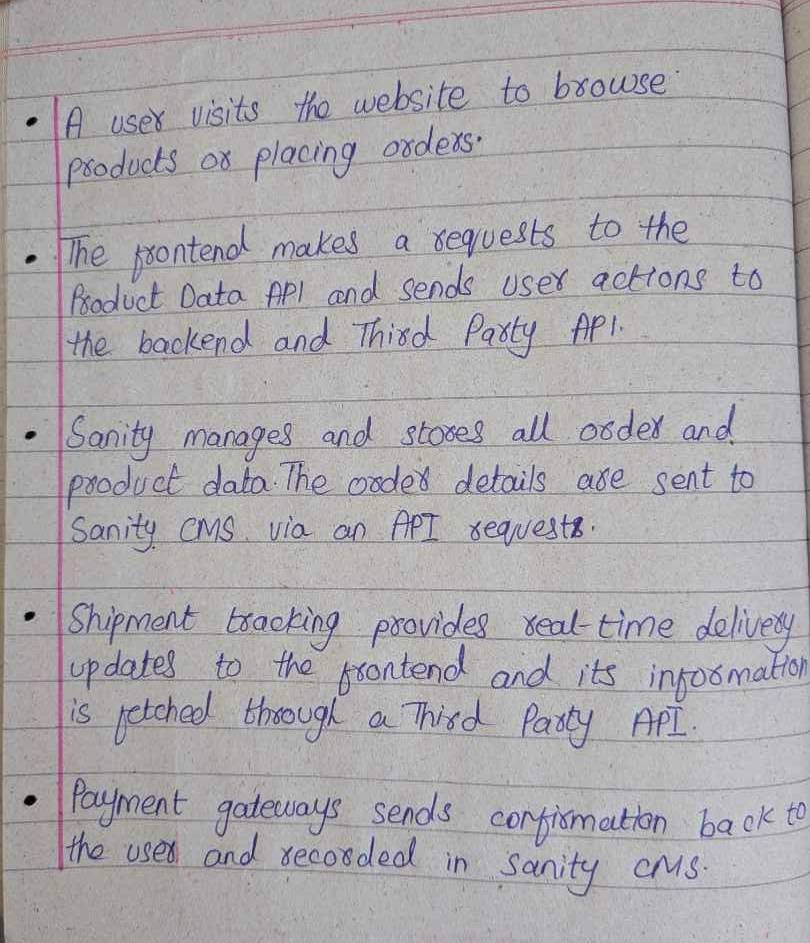 • A user visits the website to browse
products or placing orders.
• The frontend makes a requests to the
Product Data API and sends user actions to
the backend and Third Party API.
• Sanity manages and stores all order and
product data. The order details are sent to
Sanity CMS via an API requests.
• Shipment tracking provides real-time delivery
updates to the frontend and its information
is fetched through a Third Party API.
• Payment gateways sends confirmation back to
the user and recorded in Sanity CMS.